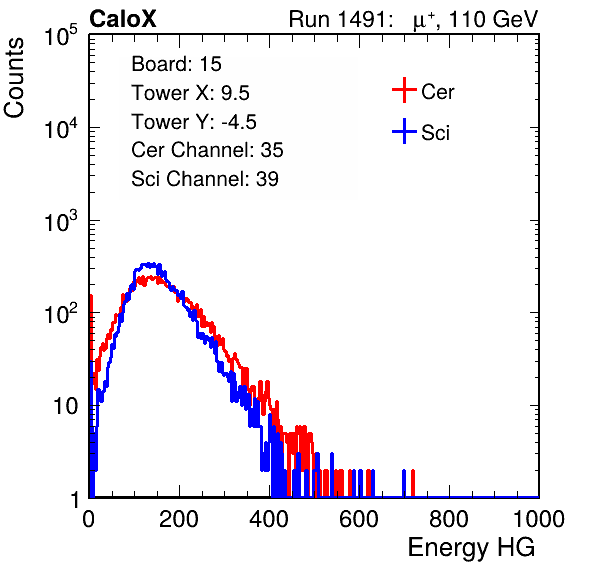 CaloX Run 1491: μ⁺, 110 GeV
Counts
10⁵
10⁴
10³
10²
10
1
Board: 15
Tower X: 9.5
Tower Y: -4.5
Cer Channel: 35
Sci Channel: 39
Cer
Sci
0 200 400 600 800 1000
Energy HG